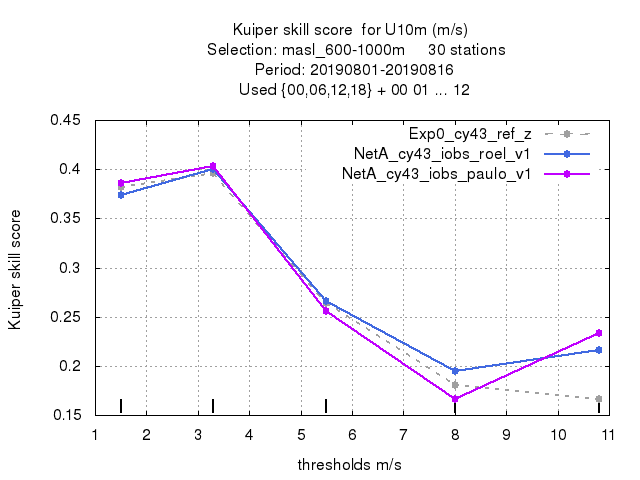 Kuiper skill score  for U10m (m/s)
Selection: masl_600-1000m     30 stations
Period: 20190801-20190816
Used {00,06,12,18} + 00 01 ... 12
Exp0_cy43_ref_z
NetA_cy43_iobs_roel_v1
NetA_cy43_iobs_paulo_v1
Kuiper skill score
0.45
0.4
0.35
0.3
0.25
0.2
0.15
1 2 3 4 5 6 7 8 9 10 11
thresholds m/s